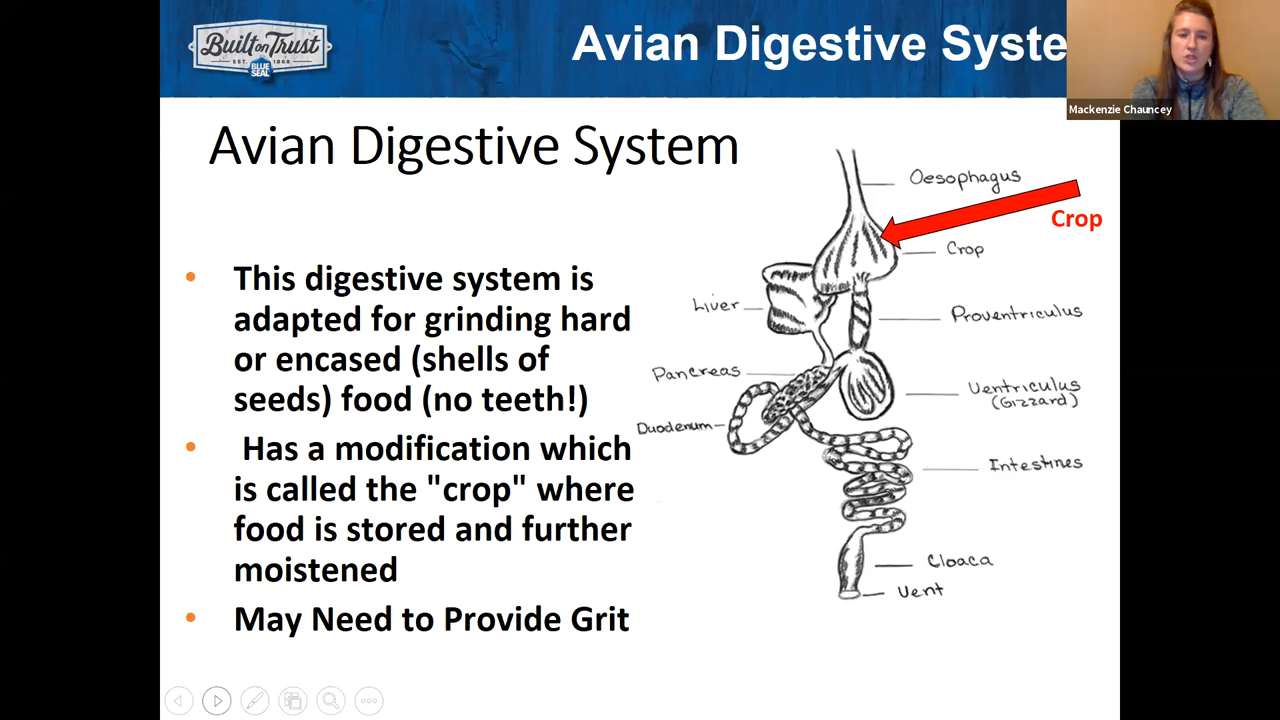 Built on Trust
EST. 1868
BLUE
SEAL
Avian Digestive Syste
Mackenzie Chauncey
Avian Digestive System
• This digestive system is
adapted for grinding hard
or encased (shells of
seeds) food (no teeth!)
• Has a modification which
is called the "crop" where
food is stored and further
moistened
• May Need to Provide Grit
Oesophagus
Crop
Crop
Liver
Proventriculus
Pancreas
Ventriculus
(Gizzard)
Duodenum
Intestines
Cloaca
Vent